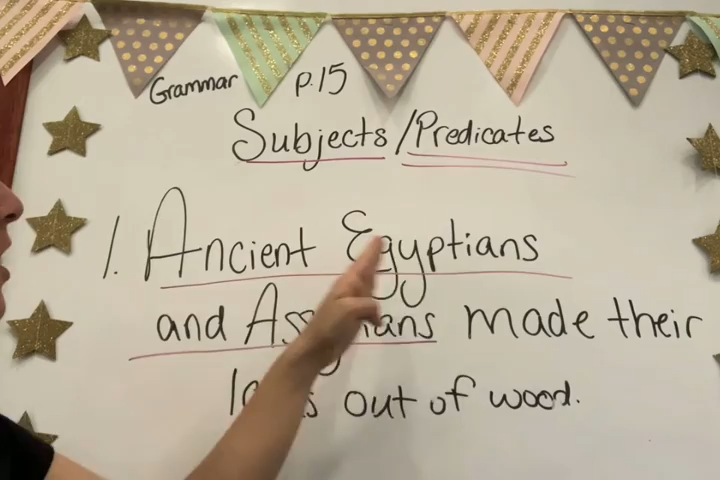 Grammar p.15
Subjects/Predicates
1. Ancient Egyptians
and made their
out of wood.